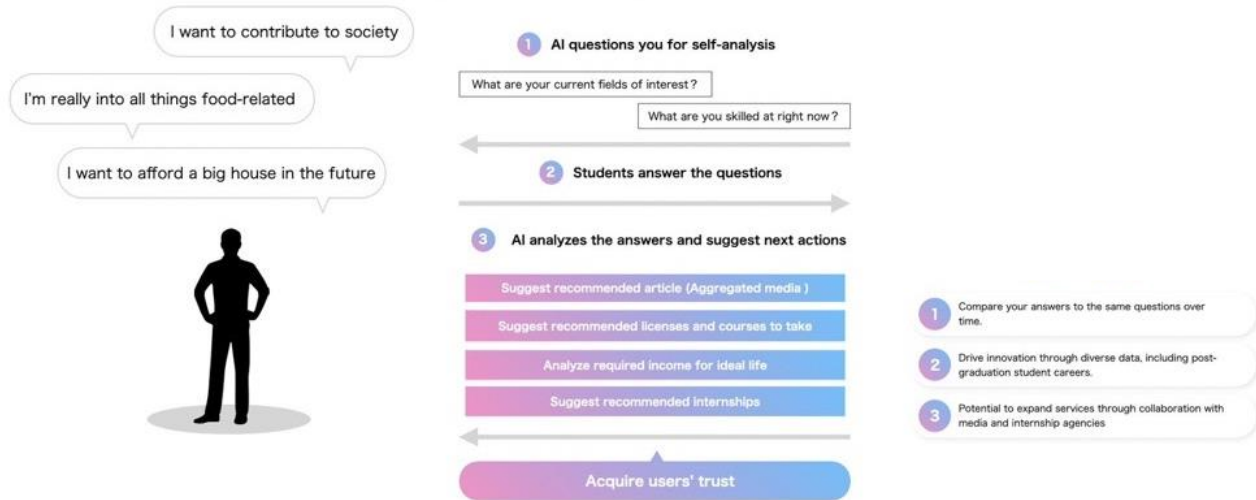 I want to contribute to society
I'm really into all things food-related
I want to afford a big house in the future
1 AI questions you for self-analysis
What are your current fields of interest?
What are you skilled at right now?
2 Students answer the questions
3 AI analyzes the answers and suggest next actions
Suggest recommended article (Aggregated media )
Suggest recommended licenses and courses to take
Analyze required income for ideal life
Suggest recommended internships
Acquire users' trust
1 Compare your answers to the same questions over
time.
2 Drive innovation through diverse data, including post-
graduation student careers.
3 Potential to expand services through collaboration with
media and internship agencies